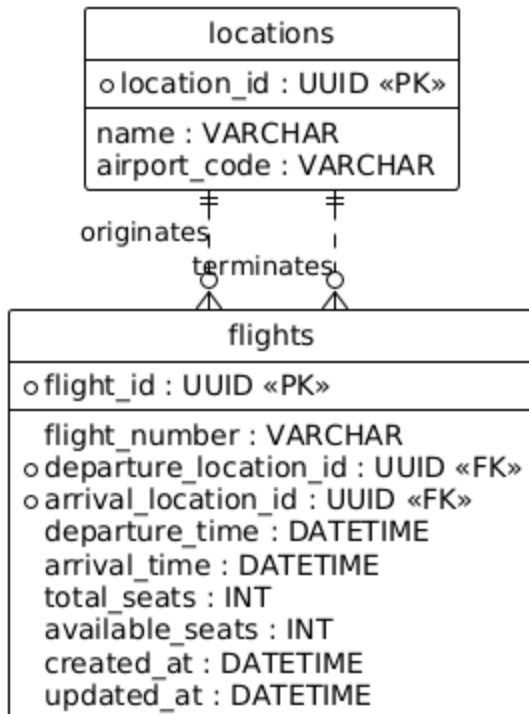 locations
location_id : UUID «PK»
name : VARCHAR
airport_code : VARCHAR
originates
terminates
flights
flight_id : UUID «PK»
flight_number : VARCHAR
departure_location_id : UUID «FK»
arrival_location_id : UUID «FK»
departure_time : DATETIME
arrival_time : DATETIME
total_seats : INT
available_seats : INT
created_at : DATETIME
updated_at : DATETIME